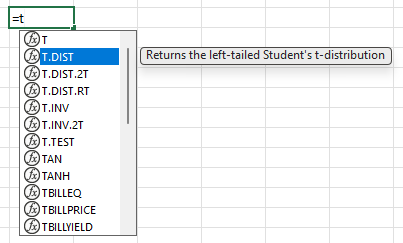 =t
T
T.DIST
Returns the left-tailed Student's t-distribution
T.DIST.2T
T.DIST.RT
T.INV
T.INV.2T
T.TEST
TAN
TANH
TBILLEQ
TBILLPRICE
TBILLYIELD